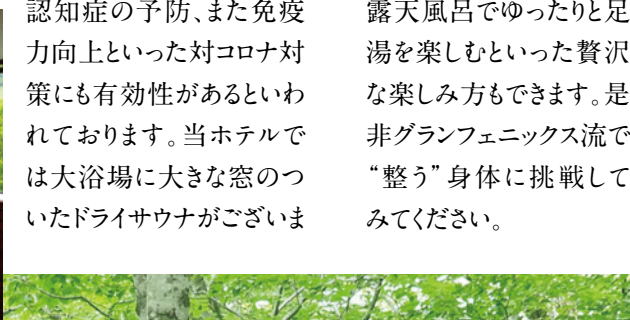 認知症の予防、また免疫
力向上といった対コロナ対
策にも有効性があるといわ
れております。当ホテルで
は大浴場に大きな窓のつ
いたドライサウナがございま
露天風呂でゆったりと足
湯を楽しむといった贅沢
な楽しみ方もできます。是
非グランフェニックス流で
“整う”身体に挑戦して
みてください。